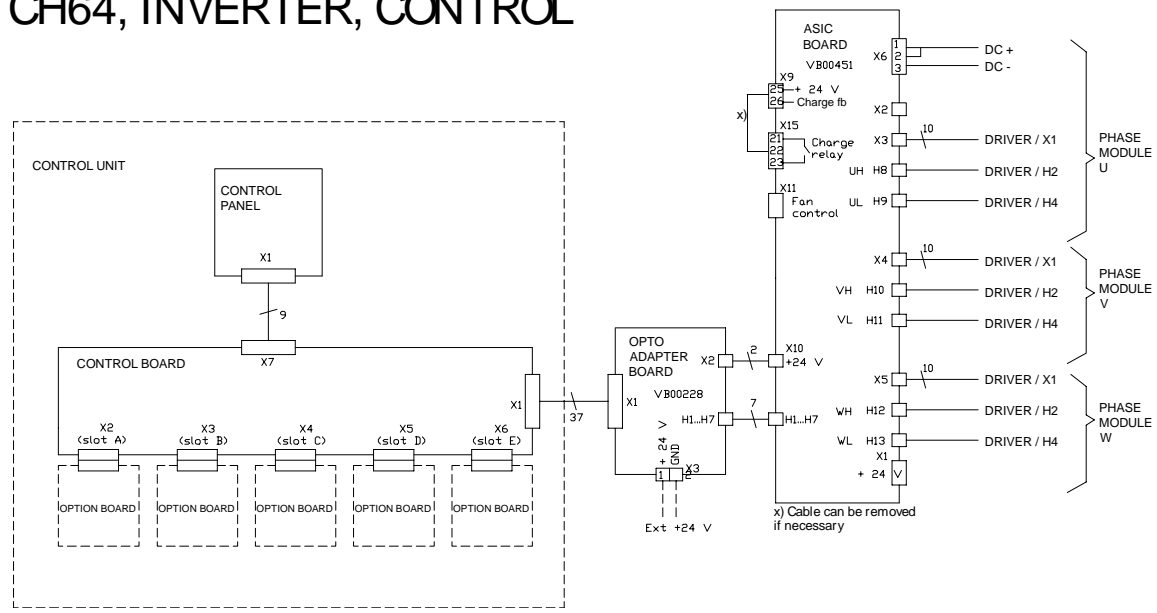 CH64, INVERTER, CONTROL
CONTROL UNIT
CONTROL
PANEL
X1
9
X7
CONTROL BOARD
X1
37
X2
(slot A)
X3
(slot B)
X4
(slot C)
X5
(slot D)
X6
(slot E)
OPTION BOARD
OPTION BOARD
OPTION BOARD
OPTION BOARD
OPTION BOARD
OPTO
ADAPTER
BOARD
VB00228
X1
X2
2
H1...H7
7
+ 24 V
GND
X3
1
2
Ext +24 V
ASIC
BOARD
VB00451
X9
25
+ 24 V
26
Charge fb
x)
X15
21
22
23
Charge
relay
X11
Fan
control
X10
+24 V
H1...H7
X6
1
2
3
DC +
DC -
X2
X3
10
DRIVER / X1
UH H8
DRIVER / H2
UL H9
DRIVER / H4
PHASE
MODULE
U
X4
10
DRIVER / X1
VH H10
DRIVER / H2
VL H11
DRIVER / H4
PHASE
MODULE
V
X5
10
DRIVER / X1
WH H12
DRIVER / H2
WL H13
DRIVER / H4
PHASE
MODULE
W
X1
+ 24 V
x) Cable can be removed
if necessary